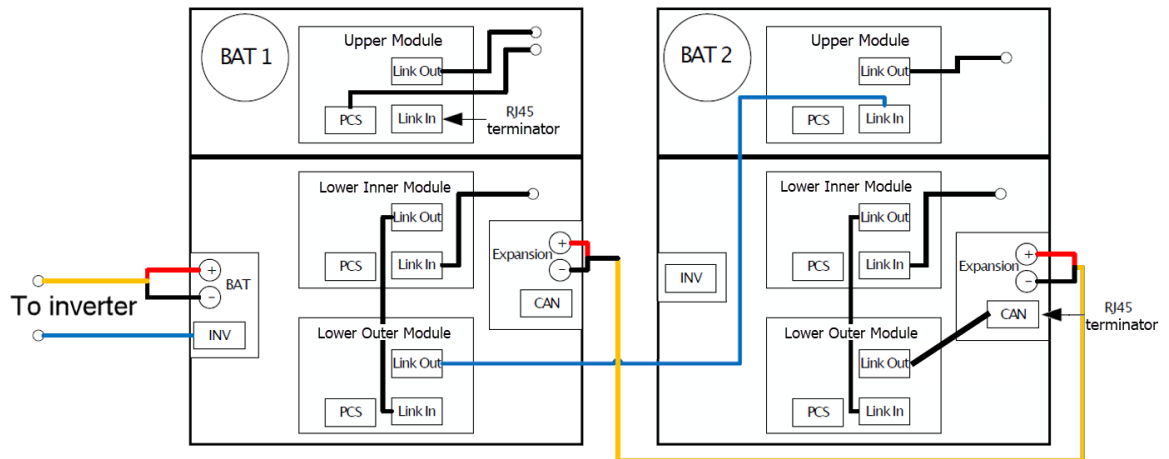 BAT 1
Upper Module
Link Out
PCS
Link In
RJ45
terminator
Lower Inner Module
Link Out
PCS
Link In
Expansion
+
−
CAN
+
BAT
−
INV
To inverter
Lower Outer Module
Link Out
PCS
Link In
BAT 2
Upper Module
Link Out
PCS
Link In
Lower Inner Module
Link Out
PCS
Link In
INV
Expansion
+
−
CAN
RJ45
terminator
Lower Outer Module
Link Out
PCS
Link In